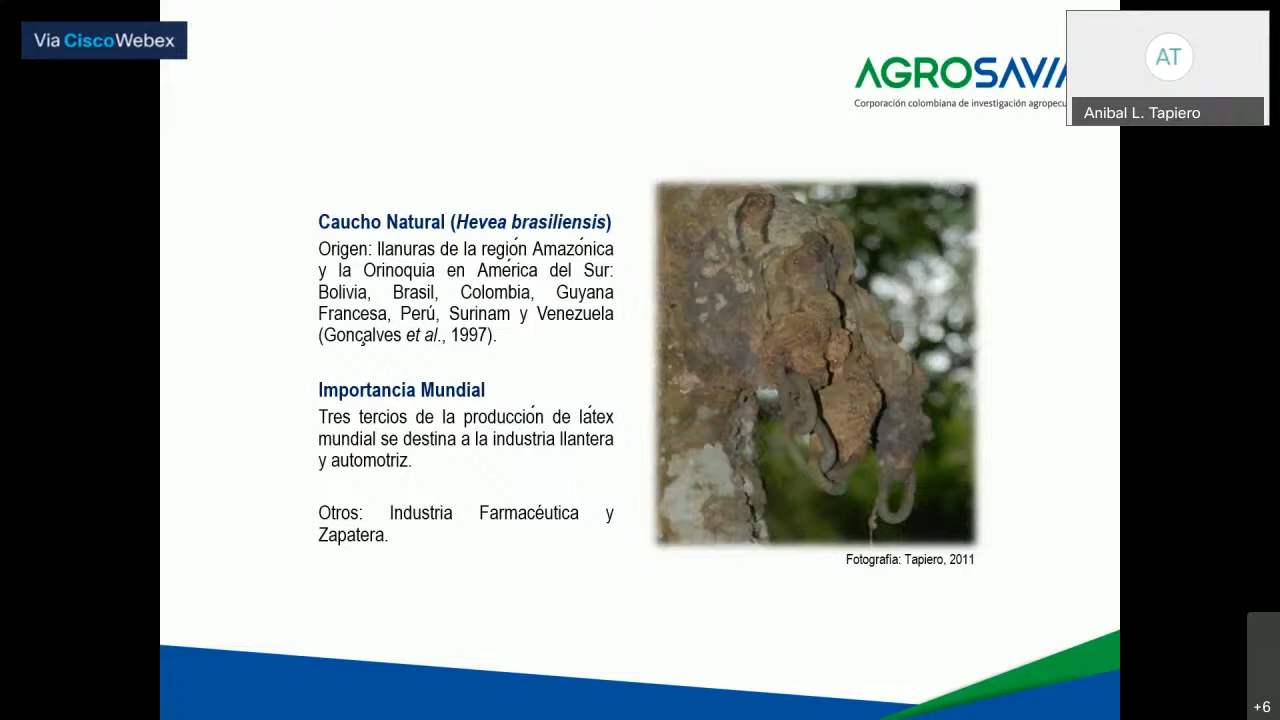 Via Cisco Webex
AGROSAVIA
Corporación colombiana de investigación agropecu
AT
Anibal L. Tapiero
Caucho Natural (Hevea brasiliensis)
Origen: llanuras de la región Amazónica
y la Orinoquia en América del Sur:
Bolivia, Brasil, Colombia, Guyana
Francesa, Perú, Surinam y Venezuela
(Gonçalves et al., 1997).
Importancia Mundial
Tres tercios de la producción de látex
mundial se destina a la industria llantera
y automotriz.
Otros: Industria Farmacéutica y
Zapatera.
Fotografía: Tapiero, 2011
+6